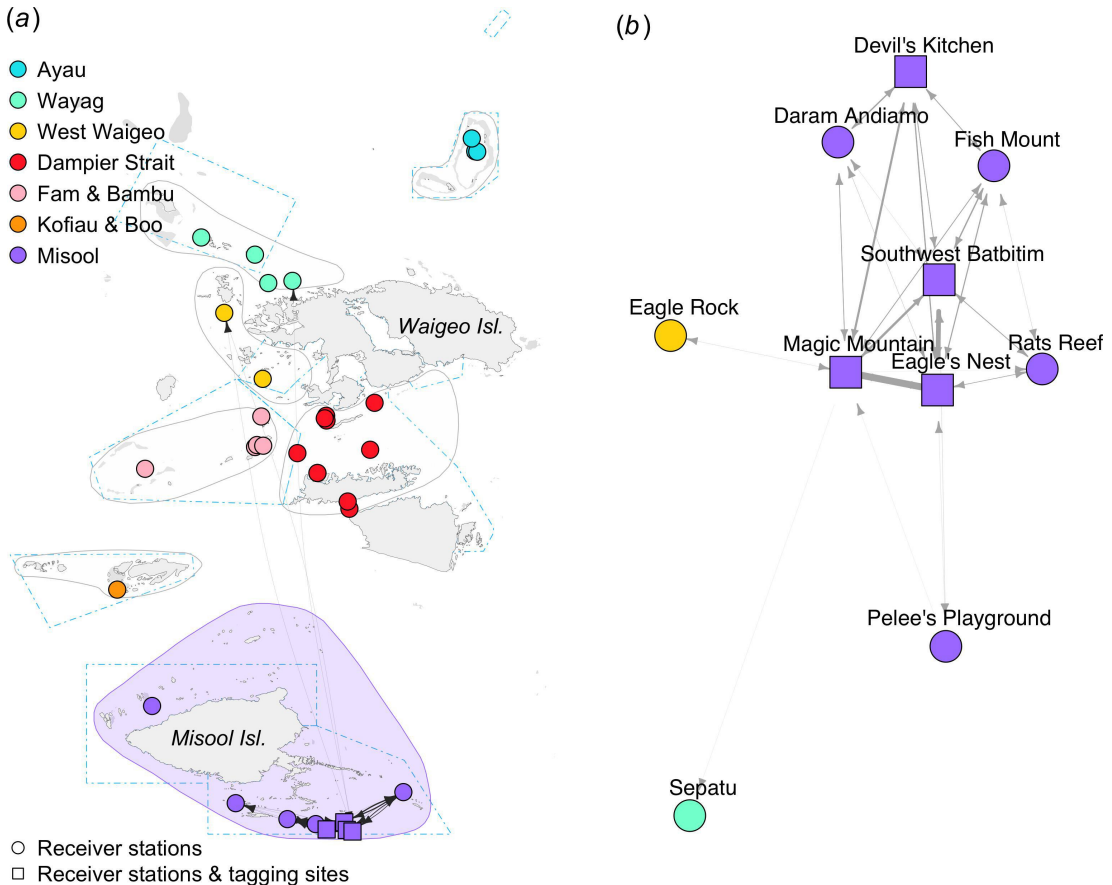 (a)
Ayau
Wayag
West Waigeo
Dampier Strait
Fam & Bambu
Kofiau & Boo
Misool
Waigeo Isl.
Misool Isl.
Receiver stations
Receiver stations & tagging sites
(b)
Devil's Kitchen
Daram Andiamo
Fish Mount
Southwest Batbitim
Eagle Rock
Magic Mountain
Eagle's Nest
Rats Reef
Pelee's Playground
Sepatu